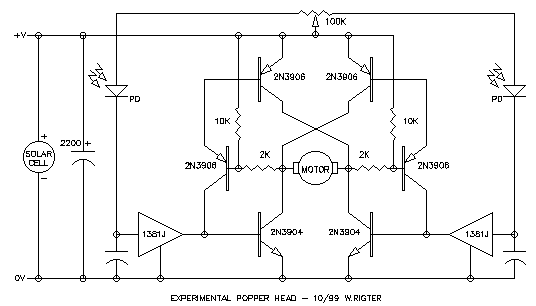 100K
+V
2N3906
2N3906
PD
PD
10K
10K
2200 +
+
SOLAR
CELL
-
2N3906
2K
MOTOR
2K
2N3906
1381J
2N3904
2N3904
1381J
0V
EXPERIMENTAL POPPER HEAD - 10/99 W.RIGTER